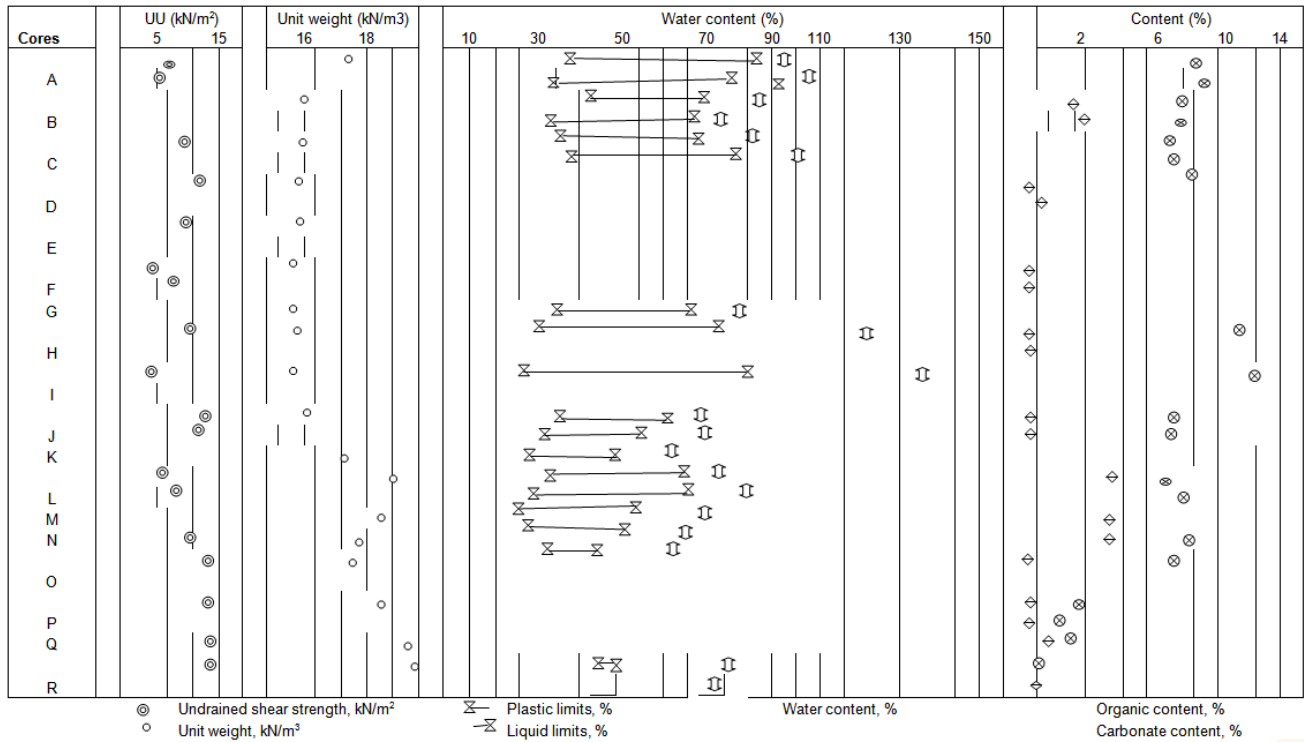 UU (kN/m²) Unit weight (kN/m3) Water content (%) Content (%)
Cores 5 15 16 18 10 30 50 70 90 110 130 150 2 6 10 14
A
B
C
D
E
F
G
H
I
J
K
L
M
N
O
P
Q
R
Undrained shear strength, kN/m² Plastic limits, % Water content, % Organic content, %
Unit weight, kN/m³ Liquid limits, % Carbonate content, %